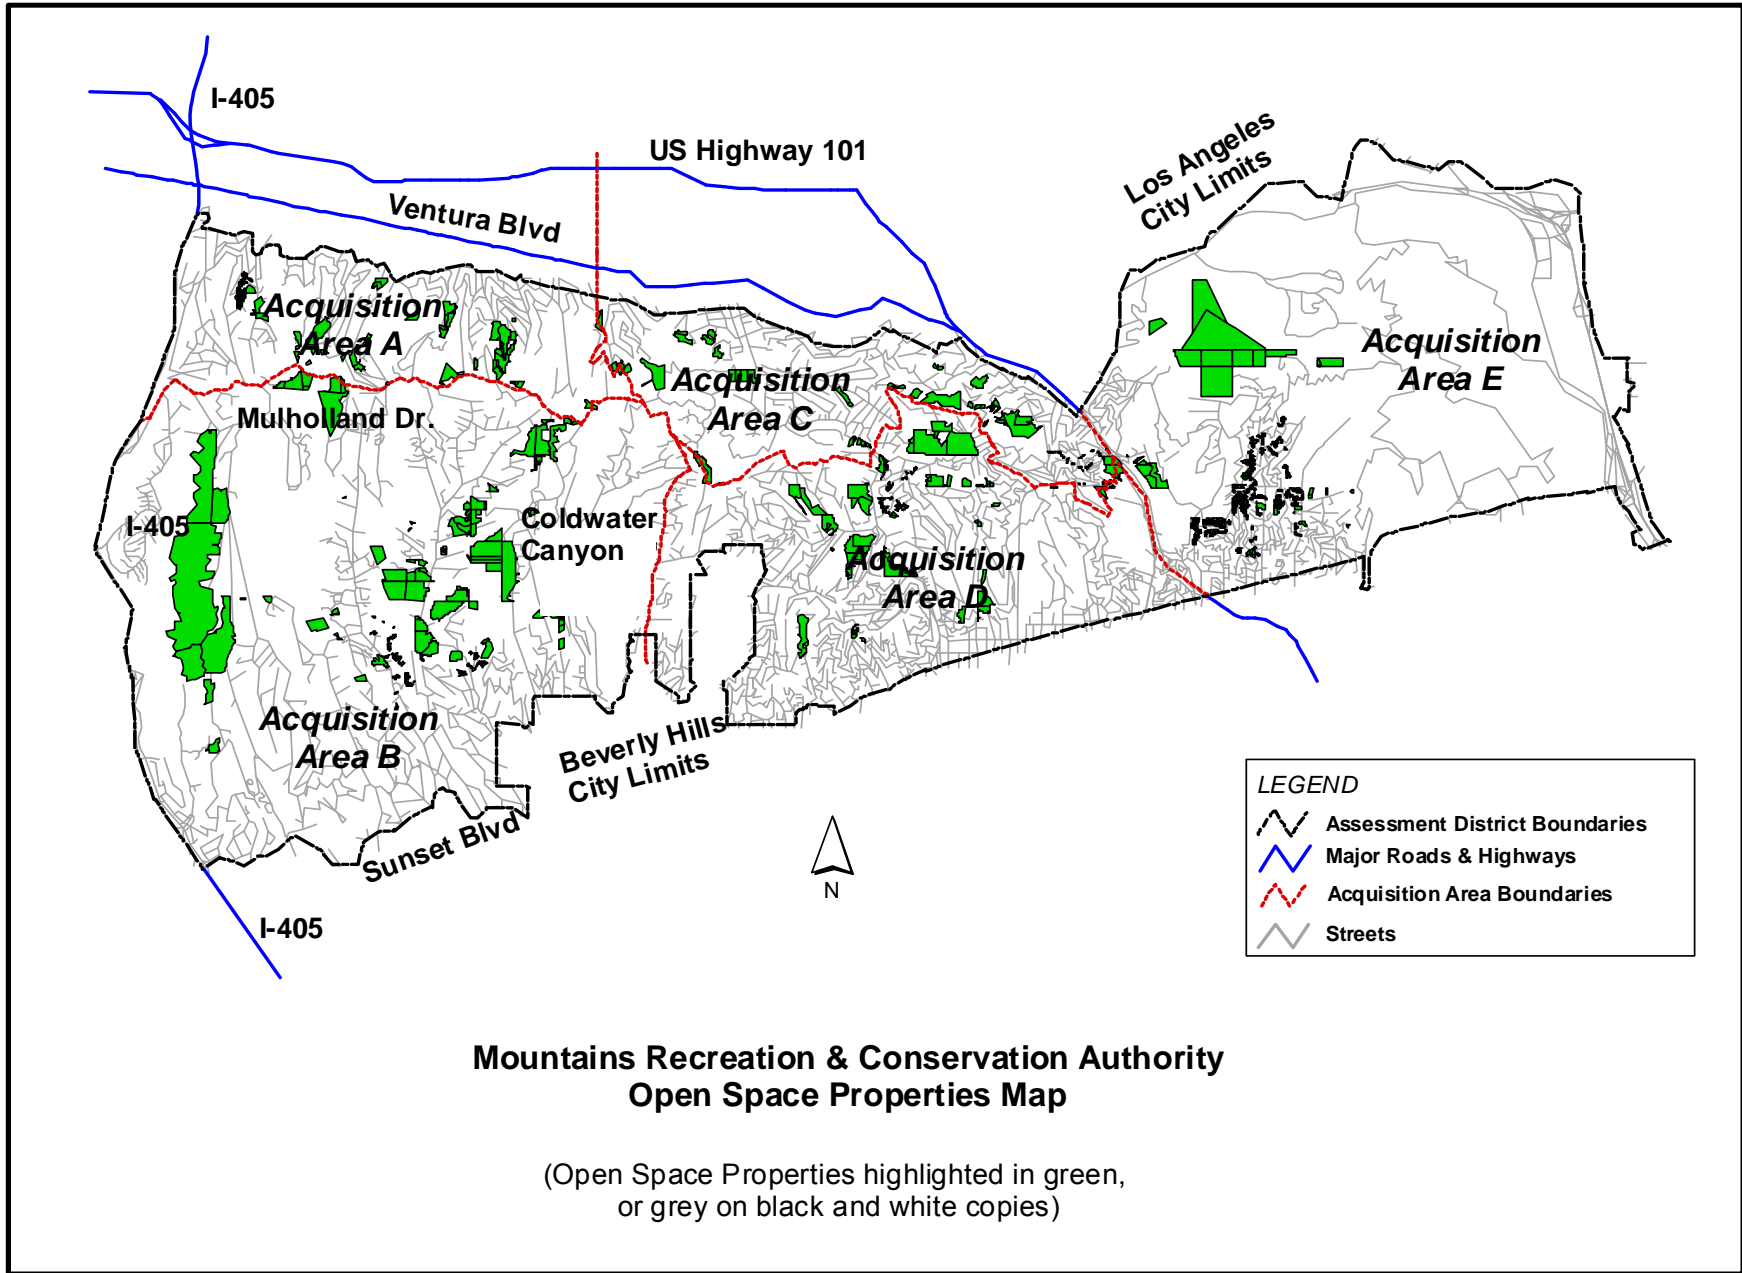 I-405
US Highway 101
Los Angeles
City Limits
Ventura Blvd
Acquisition
Area A
Acquisition
Area E
Acquisition
Area C
Mulholland Dr.
I-405
Coldwater
Canyon
Acquisition
Area D
Acquisition
Area B
Beverly Hills
City Limits
Sunset Blvd
I-405
N
LEGEND
Assessment District Boundaries
Major Roads & Highways
Acquisition Area Boundaries
Streets
Mountains Recreation & Conservation Authority
Open Space Properties Map
(Open Space Properties highlighted in green,
or grey on black and white copies)